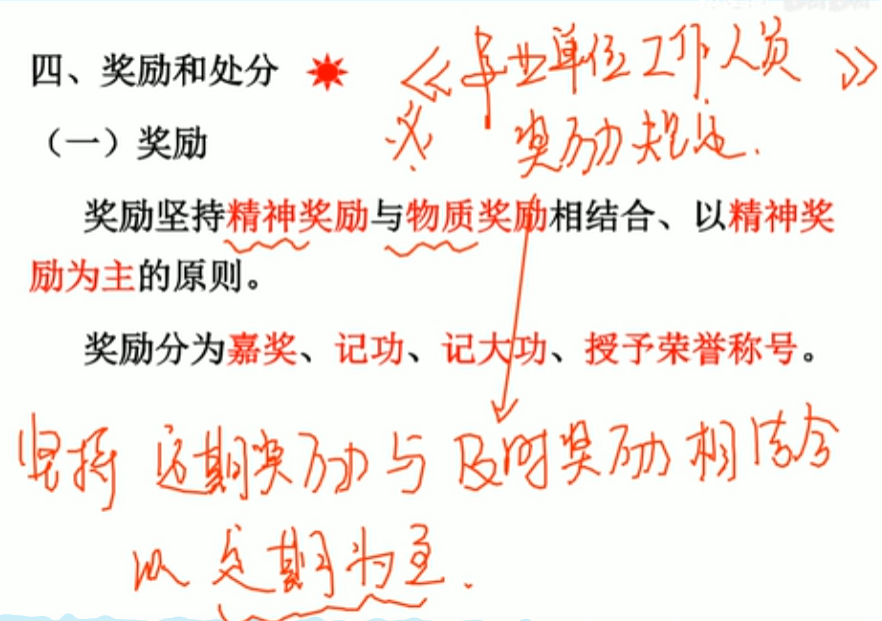 四、奖励和处分
《事业单位工作人员》
奖励规定.
（一）奖励
奖励坚持精神奖励与物质奖励相结合、以精神奖
励为主的原则。
奖励分为嘉奖、记功、记大功、授予荣誉称号。
坚持 定期奖励与及时奖励相结合
以定期为主.